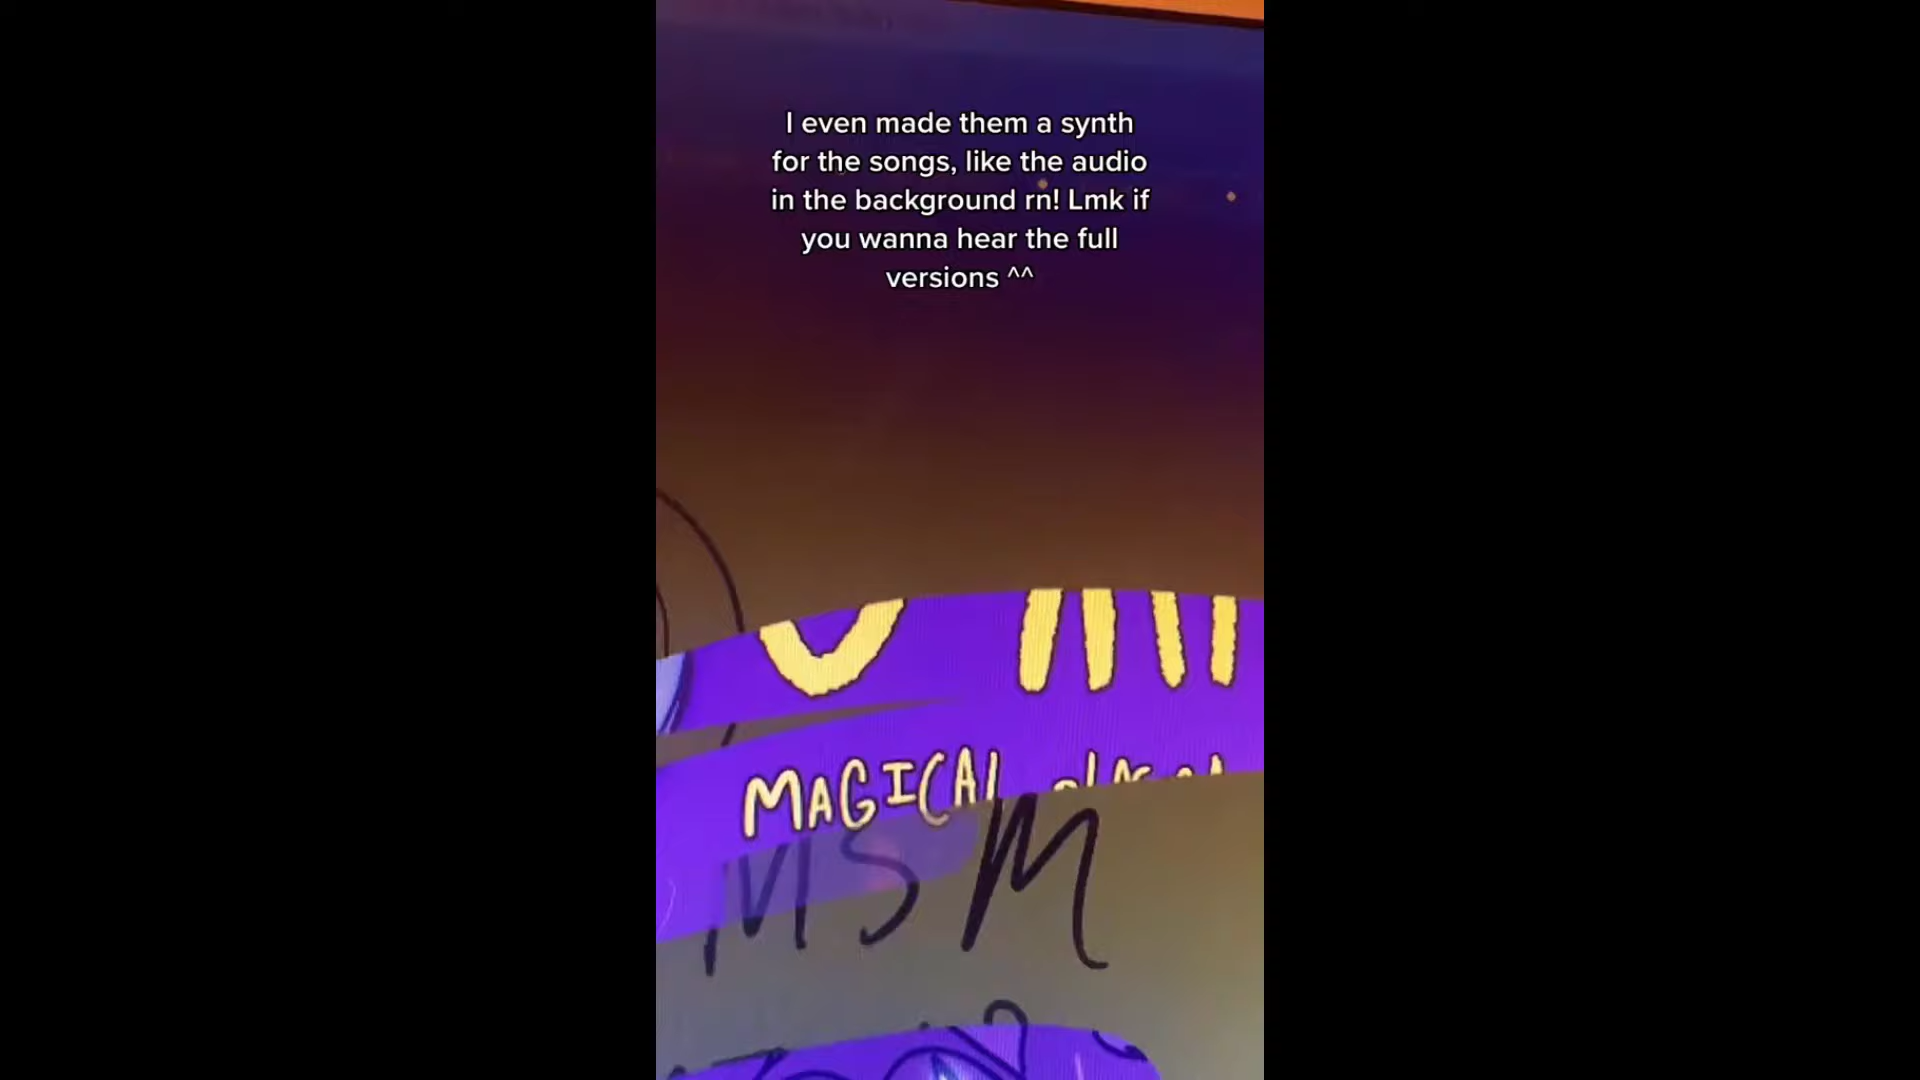 I even made them a synth
for the songs, like the audio
in the background rn! Lmk if
you wanna hear the full
versions ^^
MAGICAL
MSM